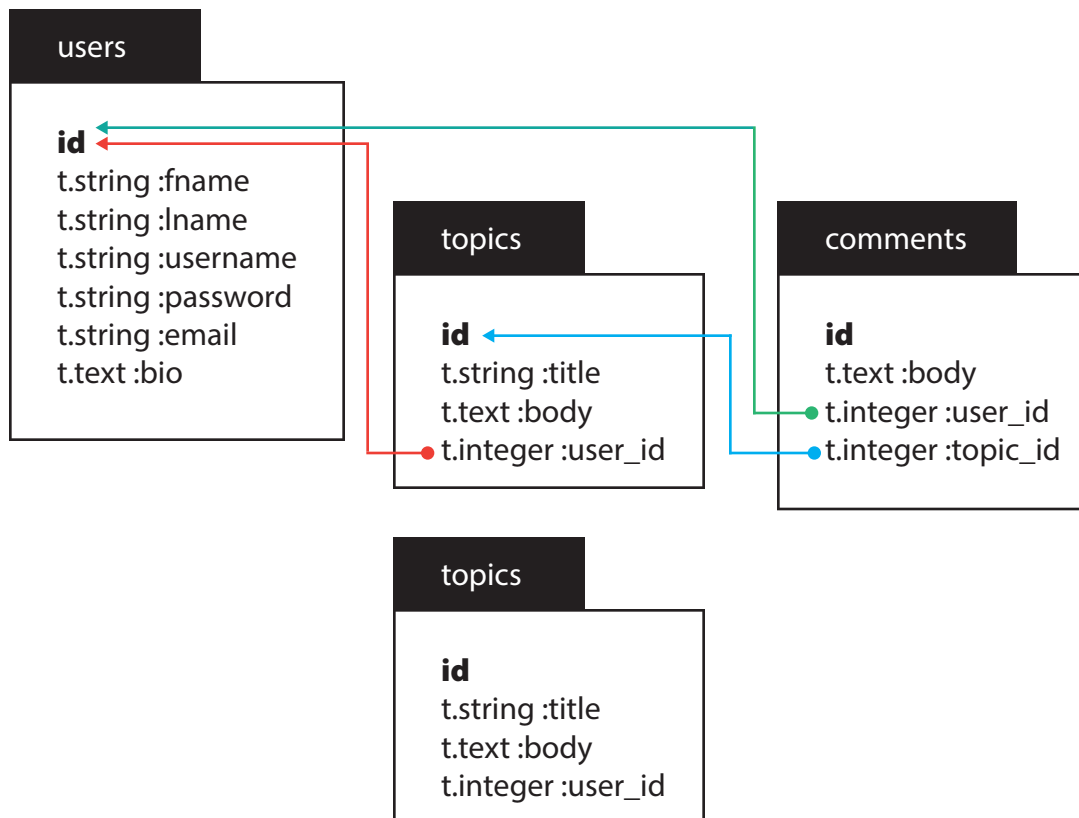 users
id
t.string :fname
t.string :lname
t.string :username
t.string :password
t.string :email
t.text :bio
topics
id
t.string :title
t.text :body
t.integer :user_id
comments
id
t.text :body
t.integer :user_id
t.integer :topic_id
topics
id
t.string :title
t.text :body
t.integer :user_id